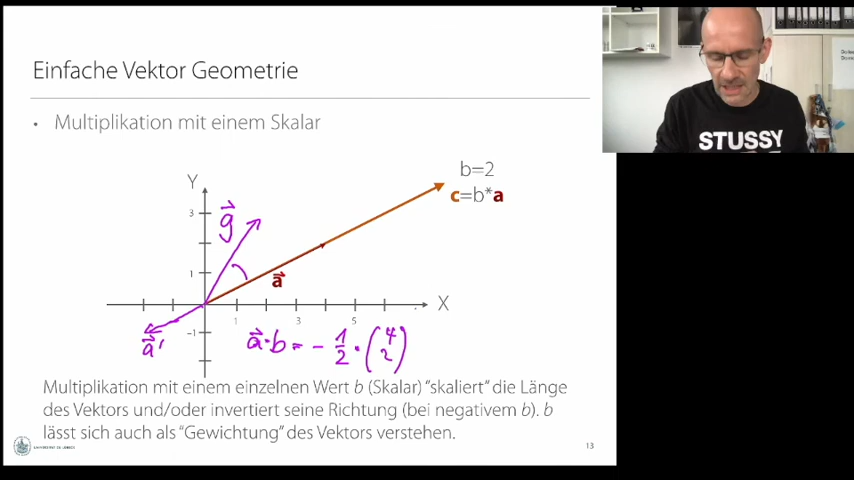 Einfache Vektor Geometrie
• Multiplikation mit einem Skalar
b=2
c=b*a
Y
3
g⃗
1
a⃗
X
1
3
5
-1
a⃗'
a⃗·b = - 1/2 · (4 2)
Multiplikation mit einem einzelnen Wert b (Skalar) "skaliert" die Länge
des Vektors und/oder invertiert seine Richtung (bei negativem b). b
lässt sich auch als "Gewichtung" des Vektors verstehen.
13
STUSSY